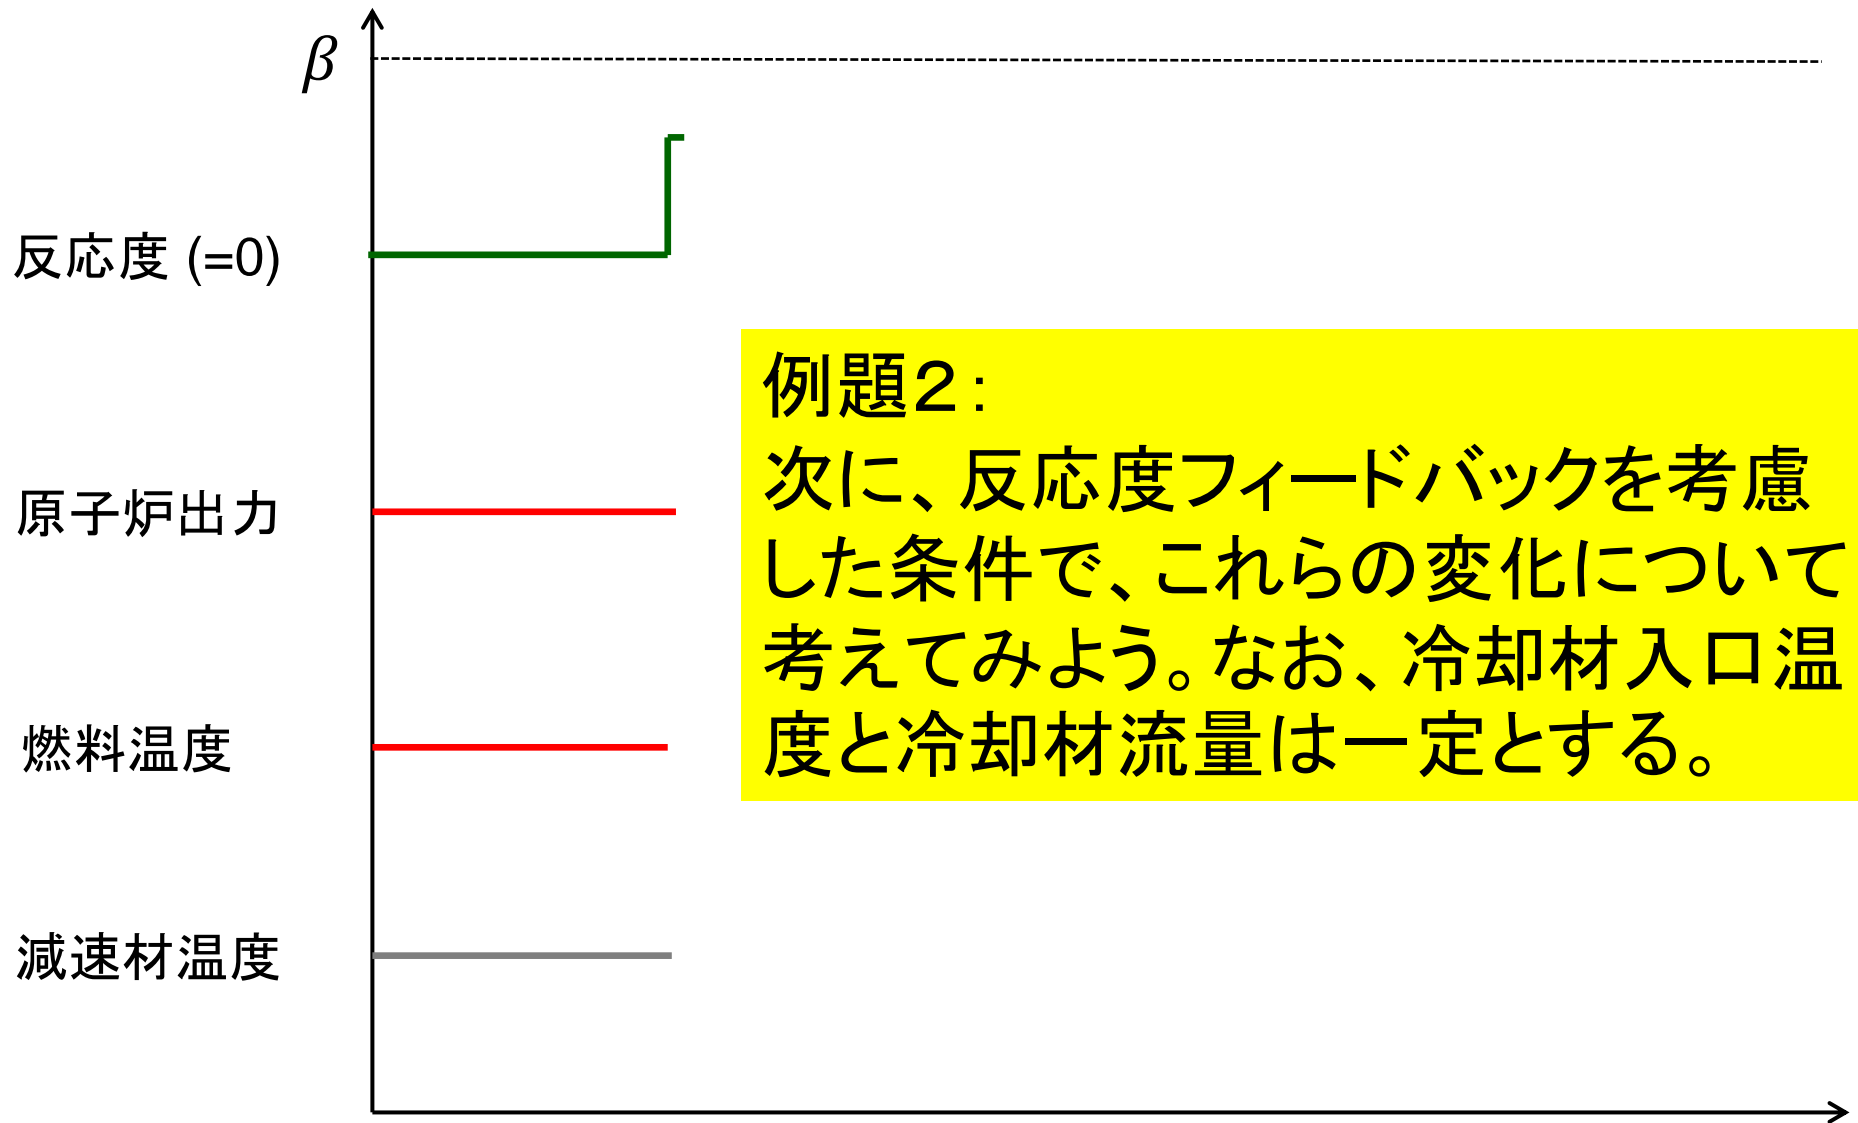 β
反応度 (=0)
原子炉出力
燃料温度
減速材温度
例題２：
次に、反応度フィードバックを考慮
した条件で、これらの変化について
考えてみよう。なお、冷却材入口温
度と冷却材流量は一定とする。